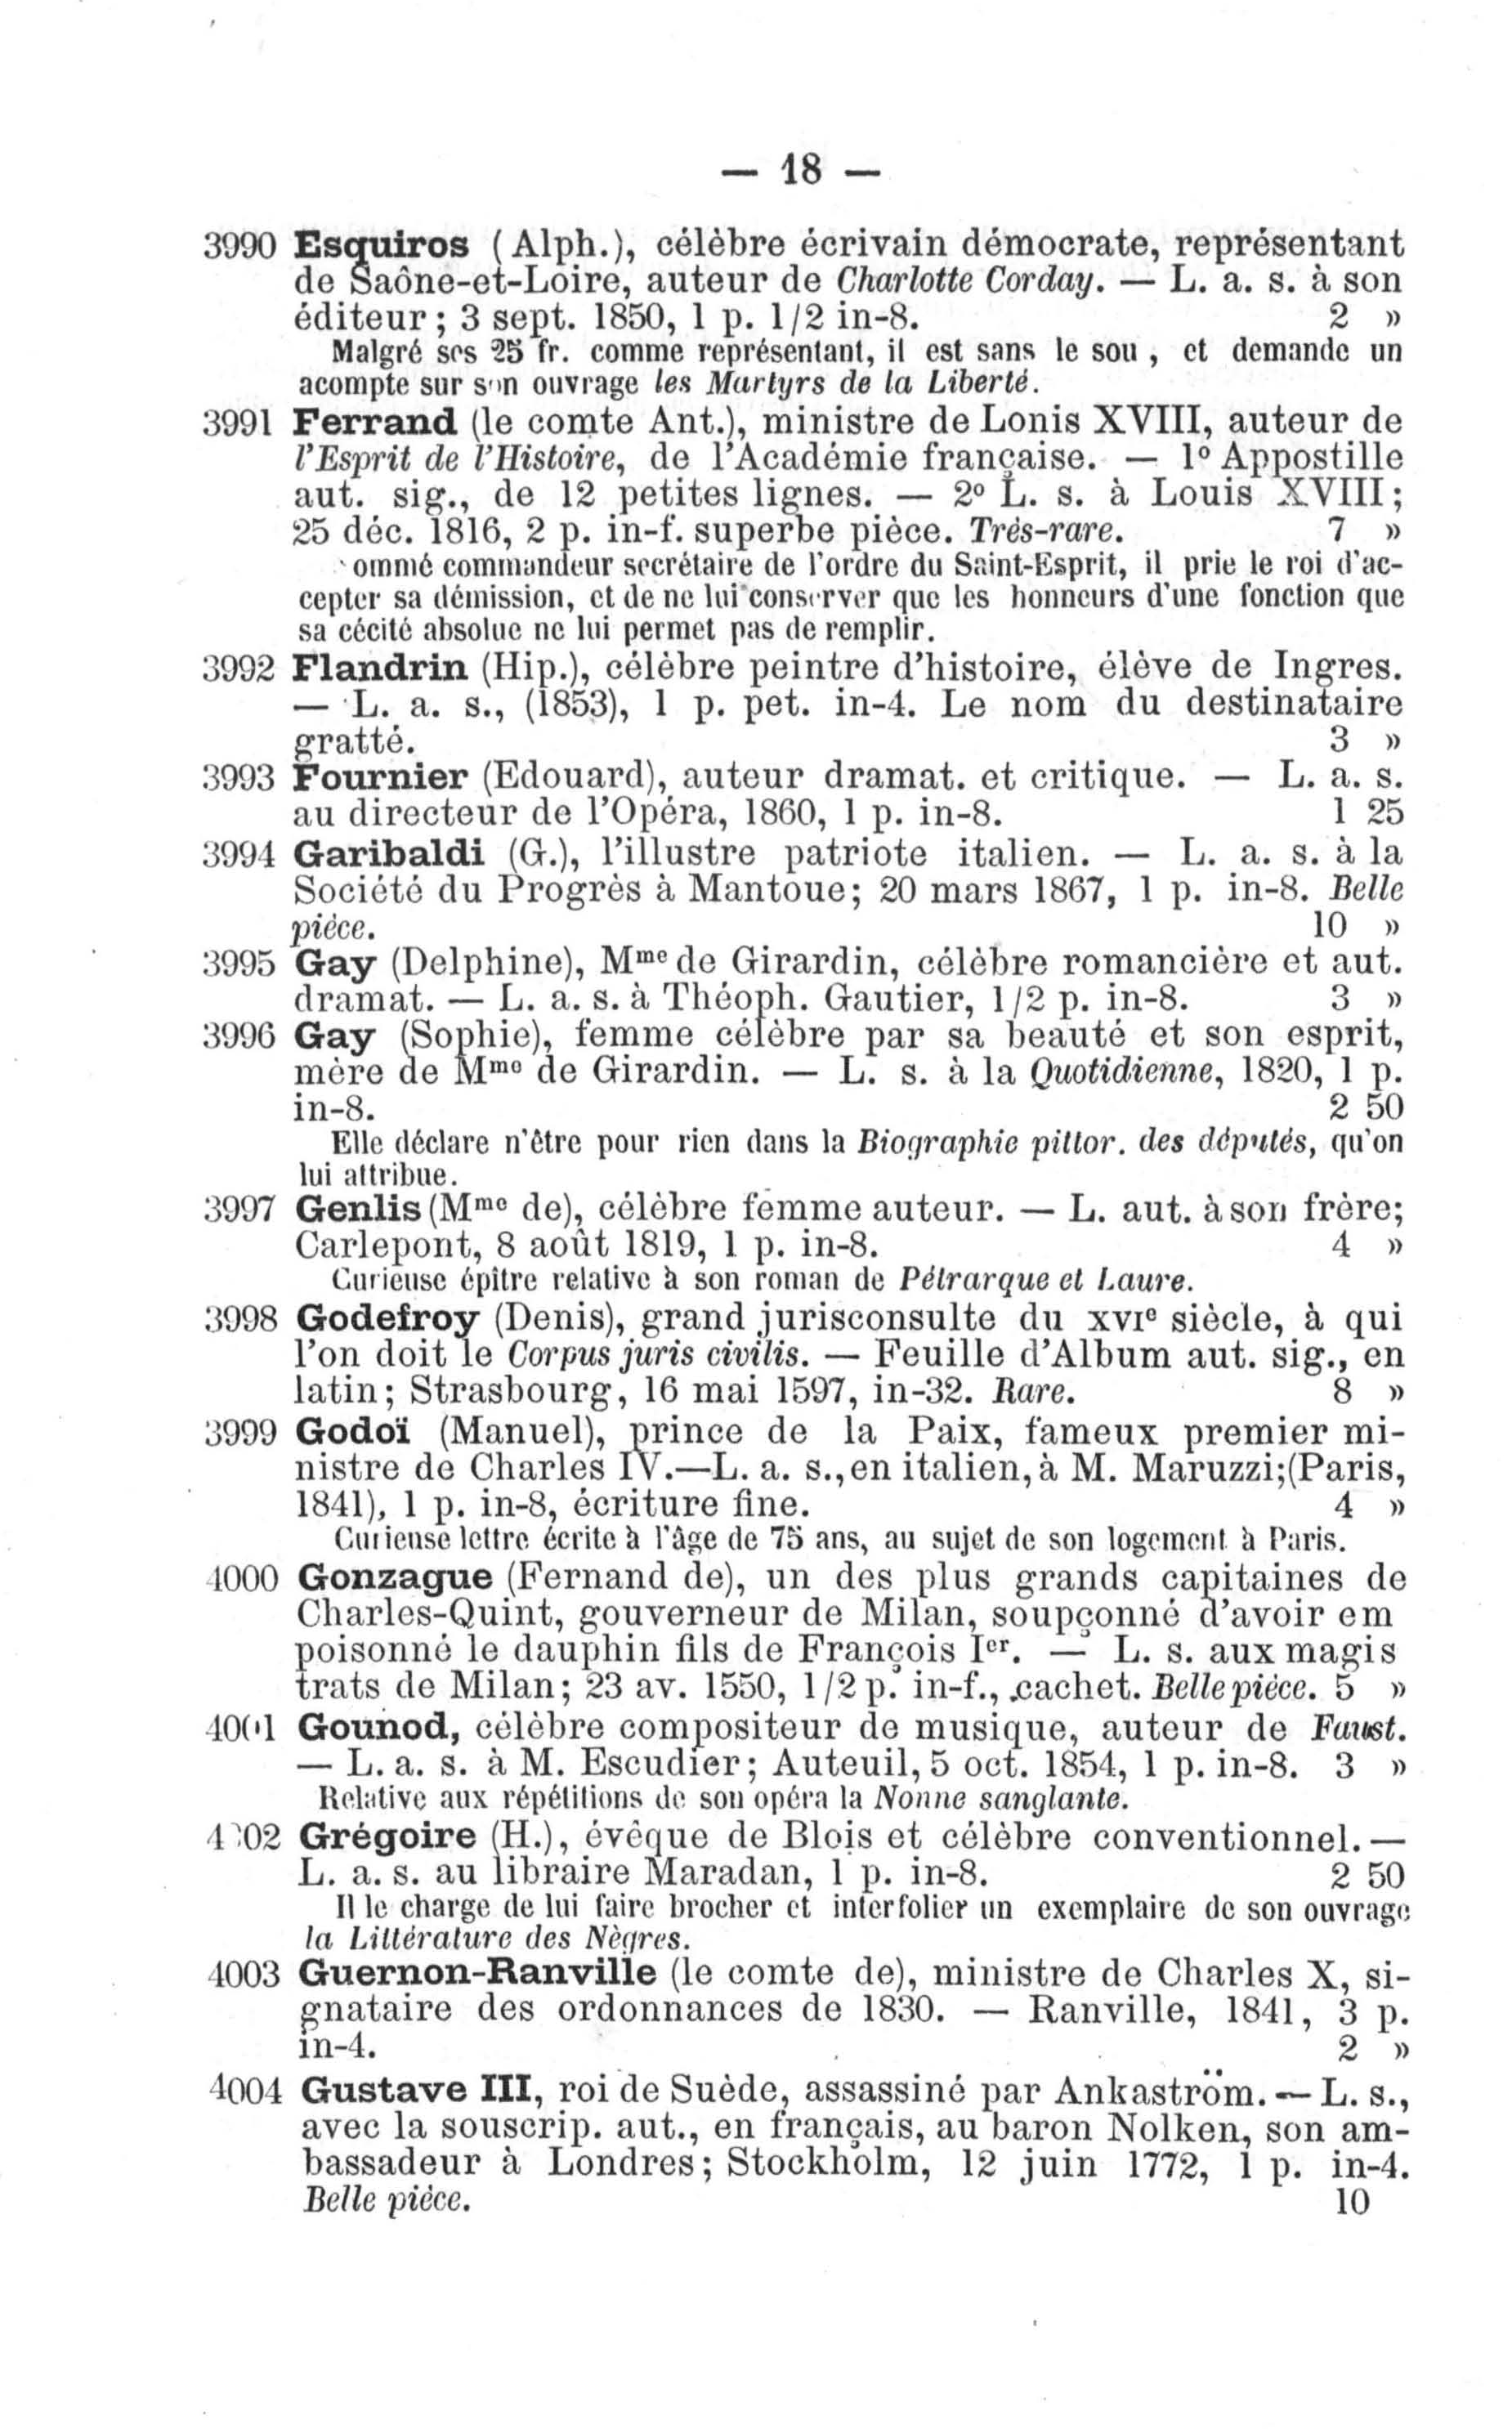 — 18 —
3990 Esquiros (Alph.), célèbre écrivain démocrate, représentant
de Saône-et-Loire, auteur de Charlotte Corday. — L. a. s. à son
éditeur; 3 sept. 1850, 1 p. 1/2 in-8. 2 »
Malgré ses 25 fr. comme représentant, il est sans le sou, et demande un
acompte sur son ouvrage les Martyrs de la Liberté.
3991 Ferrand (le comte Ant.), ministre de Lonis XVIII, auteur de
l'Esprit de l'Histoire, de l'Académie française. — 1º Appostille
aut. sig., de 12 petites lignes. — 2º L. s. à Louis XVIII;
25 déc. 1816, 2 p. in-f. superbe pièce. Très-rare. 7 »
ommé commandeur secrétaire de l'ordre du Saint-Esprit, il prie le roi d'ac-
cepter sa démission, et de ne lui conserver que les honneurs d'une fonction que
sa cécité absolue ne lui permet pas de remplir.
3992 Flandrin (Hip.), célèbre peintre d'histoire, élève de Ingres.
— L. a. s., (1853), 1 p. pet. in-4. Le nom du destinataire
gratté. 3 »
3993 Fournier (Edouard), auteur dramat. et critique. — L. a. s.
au directeur de l'Opéra, 1860, 1 p. in-8. 1 25
3994 Garibaldi (G.), l'illustre patriote italien. — L. a. s. à la
Société du Progrès à Mantoue; 20 mars 1867, 1 p. in-8. Belle
pièce. 10 »
3995 Gay (Delphine), Mme de Girardin, célèbre romancière et aut.
dramat. — L. a. s. à Théoph. Gautier, 1/2 p. in-8. 3 »
3996 Gay (Sophie), femme célèbre par sa beauté et son esprit,
mère de Mme de Girardin. — L. s. à la Quotidienne, 1820, 1 p.
in-8. 2 50
Elle déclare n'être pour rien dans la Biographie pittor. des députés, qu'on
lui attribue.
3997 Genlis (Mme de), célèbre femme auteur. — L. aut. à son frère;
Carlepont, 8 août 1819, 1 p. in-8. 4 »
Curieuse épître relative à son roman de Pétrarque et Laure.
3998 Godefroy (Denis), grand jurisconsulte du XVIe siècle, à qui
l'on doit le Corpus juris civilis. — Feuille d'Album aut. sig., en
latin; Strasbourg, 16 mai 1597, in-32. Rare. 8 »
3999 Godoï (Manuel), prince de la Paix, fameux premier mi-
nistre de Charles IV.—L. a. s., en italien, à M. Maruzzi; (Paris,
1841), 1 p. in-8, écriture fine. 4 »
Curieuse lettre écrite à l'âge de 75 ans, au sujet de son logement à Paris.
4000 Gonzague (Fernand de), un des plus grands capitaines de
Charles-Quint, gouverneur de Milan, soupçonné d'avoir em
poisonné le dauphin fils de François Ier. — L. s. aux magis
trats de Milan; 23 av. 1550, 1/2 p. in-f., cachet. Belle pièce. 5 »
4001 Gounod, célèbre compositeur de musique, auteur de Faust.
— L. a. s. à M. Escudier; Auteuil, 5 oct. 1854, 1 p. in-8. 3 »
Relative aux répétitions de son opéra la Nonne sanglante.
4002 Grégoire (H.), évêque de Blois et célèbre conventionnel. —
L. a. s. au libraire Maradan, 1 p. in-8. 2 50
Il le charge de lui faire brocher et interfolier un exemplaire de son ouvrage
la Littérature des Nègres.
4003 Guernon-Ranville (le comte de), ministre de Charles X, si-
gnataire des ordonnances de 1830. — Ranville, 1841, 3 p.
in-4. 2 »
4004 Gustave III, roi de Suède, assassiné par Ankaström. — L. s.,
avec la souscrip. aut., en français, au baron Nolken, son am-
bassadeur à Londres; Stockholm, 12 juin 1772, 1 p. in-4.
Belle pièce. 10